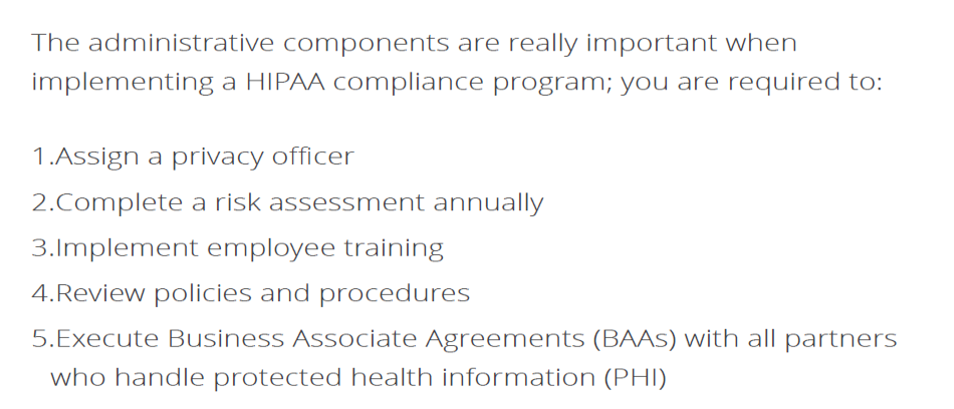 The administrative components are really important when
implementing a HIPAA compliance program; you are required to:
1.Assign a privacy officer
2.Complete a risk assessment annually
3.Implement employee training
4.Review policies and procedures
5.Execute Business Associate Agreements (BAAs) with all partners
who handle protected health information (PHI)